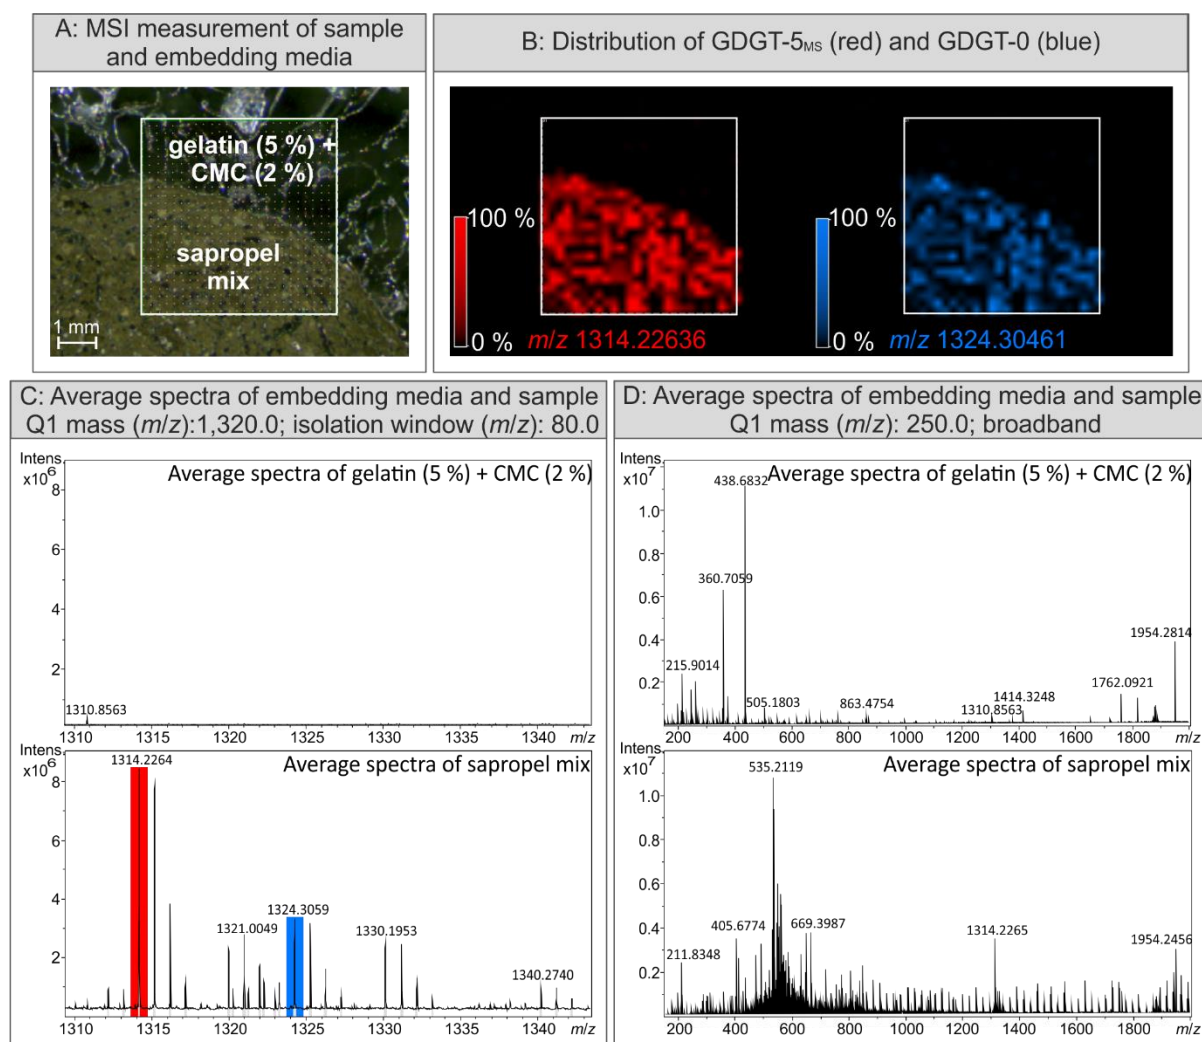 A: MSI measurement of sample
and embedding media
gelatin (5 %) +
CMC (2 %)
sapropel
mix
1 mm
B: Distribution of GDGT-5MS (red) and GDGT-0 (blue)
100 %
0 %
m/z 1314.22636
100 %
0 %
m/z 1324.30461
C: Average spectra of embedding media and sample
Q1 mass (m/z):1,320.0; isolation window (m/z): 80.0
Intens.
x10⁶
Average spectra of gelatin (5 %) + CMC (2 %)
8
6
4
2
1310.8563
1310 1315 1320 1325 1330 1335 1340 m/z
Intens.
x10⁶
Average spectra of sapropel mix
8
6
4
2
1314.2264
1321.0049
1324.3059
1330.1953
1340.2740
1310 1315 1320 1325 1330 1335 1340 m/z
D: Average spectra of embedding media and sample
Q1 mass (m/z): 250.0; broadband
Intens.
x10⁷
Average spectra of gelatin (5 %) + CMC (2 %)
1.0
0.8
0.6
0.4
0.2
438.6832
360.7059
215.9014
505.1803
863.4754
1310.8563
1414.3248
1762.0921
1954.2814
200 400 600 800 1000 1200 1400 1600 1800 m/z
Intens.
x10⁷
Average spectra of sapropel mix
1.0
0.8
0.6
0.4
0.2
535.2119
405.6774
669.3987
211.8348
1314.2265
1954.2456
200 400 600 800 1000 1200 1400 1600 1800 m/z